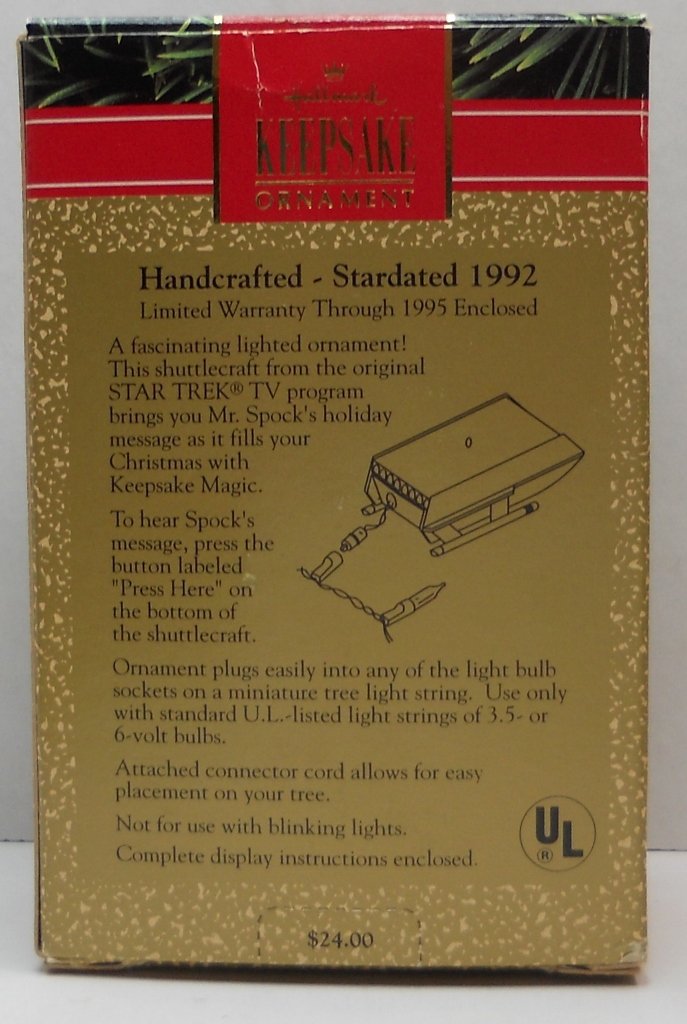 Hallmark
KEEPSAKE
ORNAMENT
Handcrafted - Stardated 1992
Limited Warranty Through 1995 Enclosed
A fascinating lighted ornament!
This shuttlecraft from the original
STAR TREK® TV program
brings you Mr. Spock's holiday
message as it fills your
Christmas with
Keepsake Magic.
To hear Spock's
message, press the
button labeled
"Press Here" on
the bottom of
the shuttlecraft.
Ornament plugs easily into any of the light bulb
sockets on a miniature tree light string. Use only
with standard U.L.-listed light strings of 3.5- or
6-volt bulbs.
Attached connector cord allows for easy
placement on your tree.
Not for use with blinking lights.
Complete display instructions enclosed.
UL®
$24.00